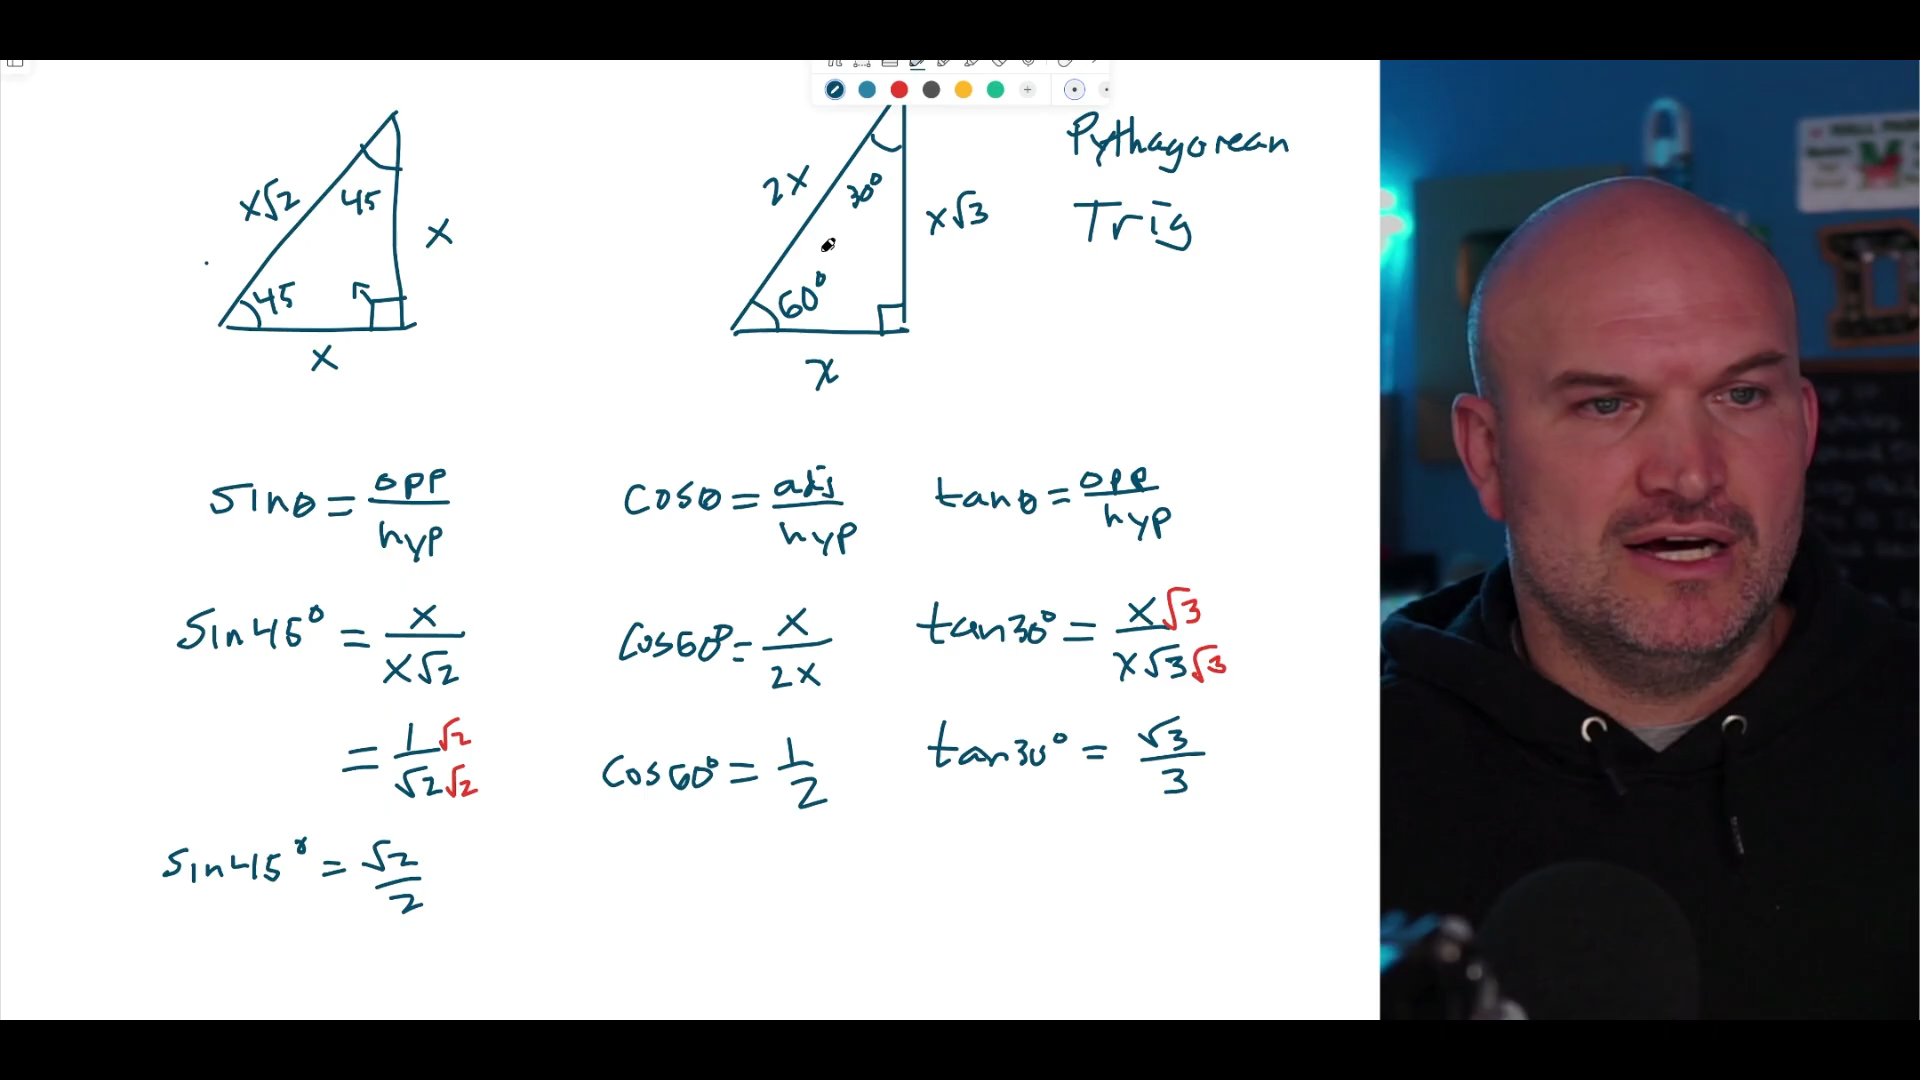 x√2
45
x
45
x
2x
30°
x√3
60°
x
Pythagorean
Trig
sinθ = opp/hyp
cosθ = adj/hyp
tanθ = opp/hyp
sin45° = x/x√2
cos60° = x/2x
tan30° = x√3/x√3√3
= 1√2/√2√2
cos60° = 1/2
tan30° = √3/3
sin45° = √2/2